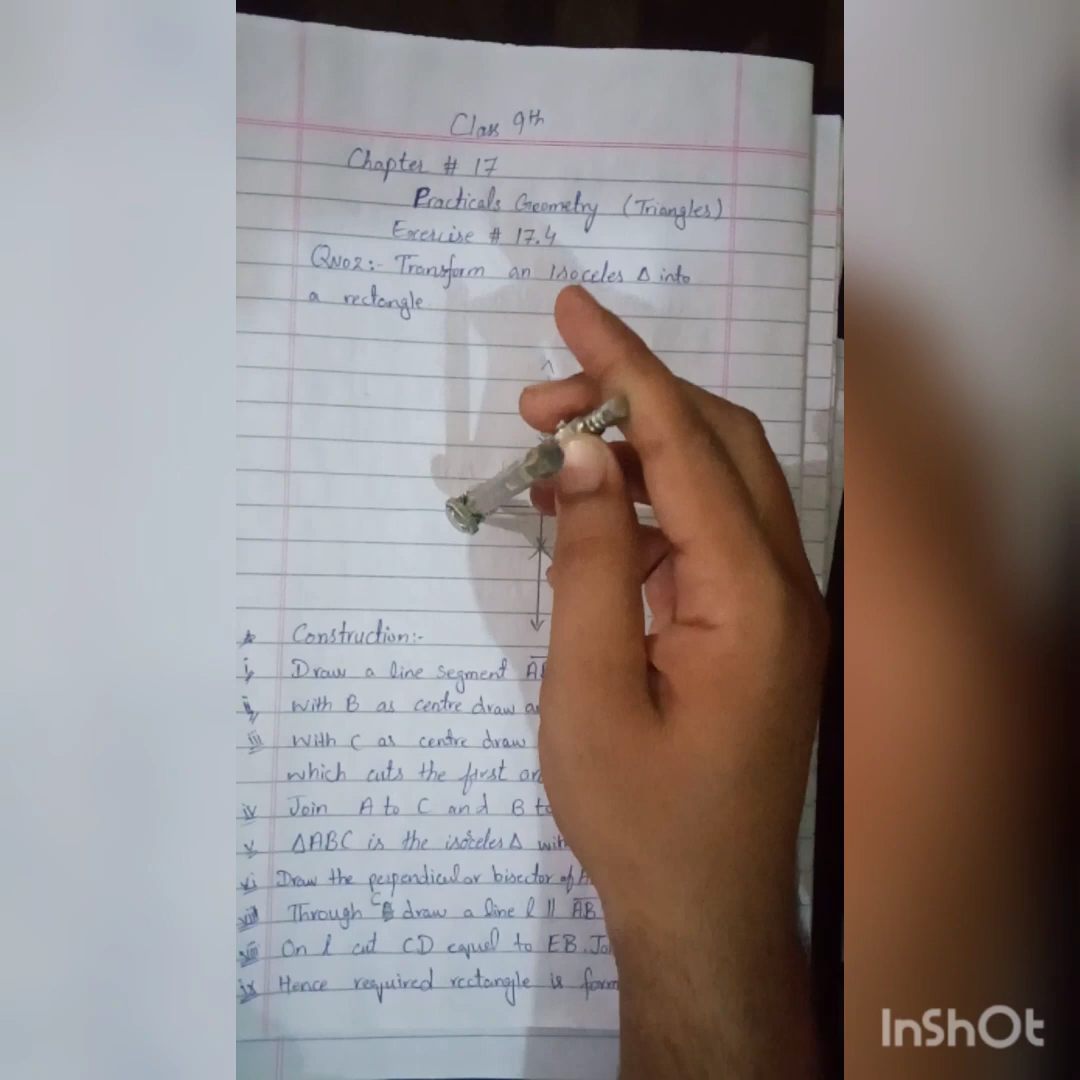 Class 9th
Chapter # 17
Practicals Geometry (Triangles)
Exercise # 17.4
QNo2:- Transform an Isoceles Δ into
a rectangle.
Construction:-
i, Draw a line segment
ii, With B as centre draw
iii With C as centre draw
which cuts the first
iv Join A to C and B
v ΔABC is the isoceles Δ
vi Draw the perpendicular bisector of
vii Through C draw a line l || AB
viii On l cut CD equal to EB.
ix Hence required rectangle is
InShOt